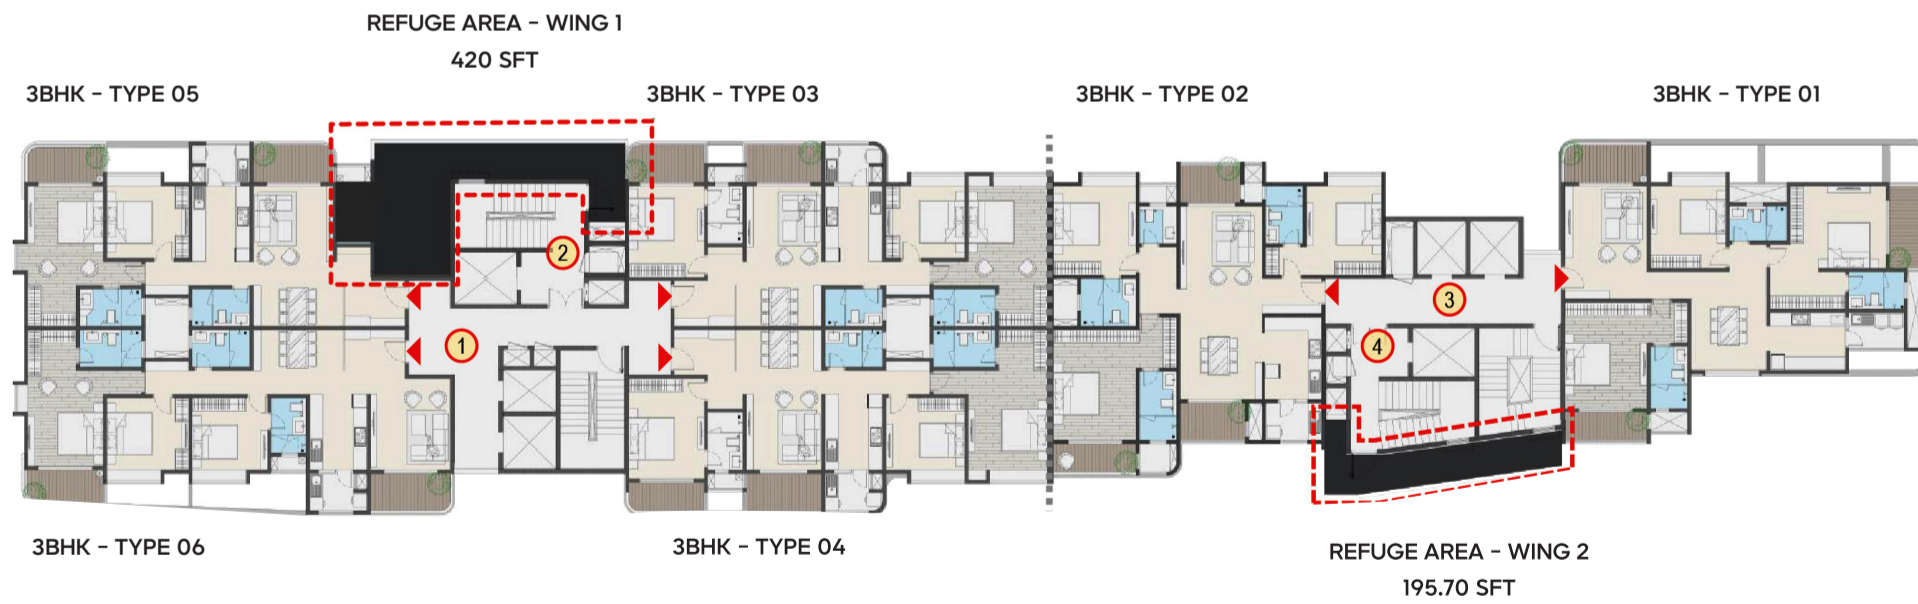 REFUGE AREA - WING 1
420 SFT
3BHK - TYPE 05
3BHK - TYPE 03
3BHK - TYPE 02
3BHK - TYPE 01
2
3
1
4
3BHK - TYPE 06
3BHK - TYPE 04
REFUGE AREA - WING 2
195.70 SFT